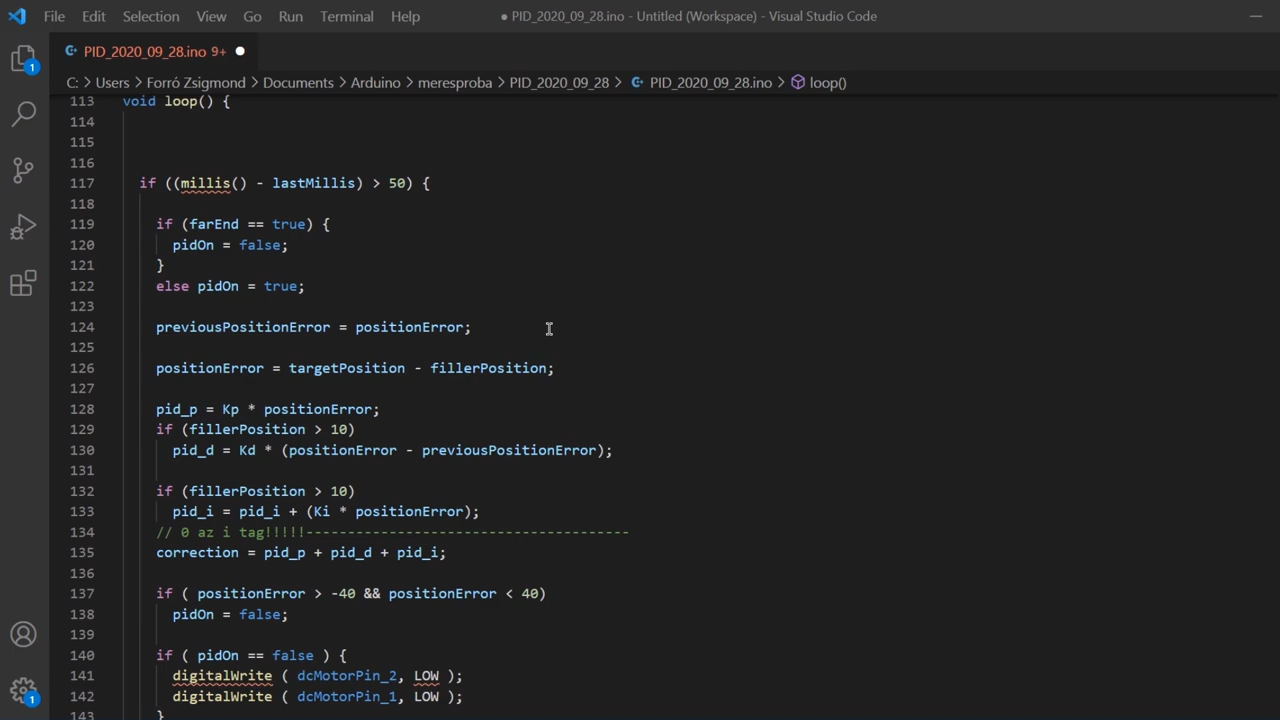 File Edit Selection View Go Run Terminal Help ● PID_2020_09_28.ino - Untitled (Workspace) - Visual Studio Code
PID_2020_09_28.ino 9+ ●
C: > Users > Forró Zsigmond > Documents > Arduino > meresproba > PID_2020_09_28 > PID_2020_09_28.ino > loop()
1
113 void loop() {
114
115
116
117 if ((millis() - lastMillis) > 50) {
118
119 if (farEnd == true) {
120 pidOn = false;
121 }
122 else pidOn = true;
123
124 previousPositionError = positionError;
125
126 positionError = targetPosition - fillerPosition;
127
128 pid_p = Kp * positionError;
129 if (fillerPosition > 10)
130 pid_d = Kd * (positionError - previousPositionError);
131
132 if (fillerPosition > 10)
133 pid_i = pid_i + (Ki * positionError);
134 // 0 az i tag!!!!!---------------------------------------
135 correction = pid_p + pid_d + pid_i;
136
137 if ( positionError > -40 && positionError < 40)
138 pidOn = false;
139
140 if ( pidOn == false ) {
141 digitalWrite ( dcMotorPin_2, LOW );
142 digitalWrite ( dcMotorPin_1, LOW );
143 }
1